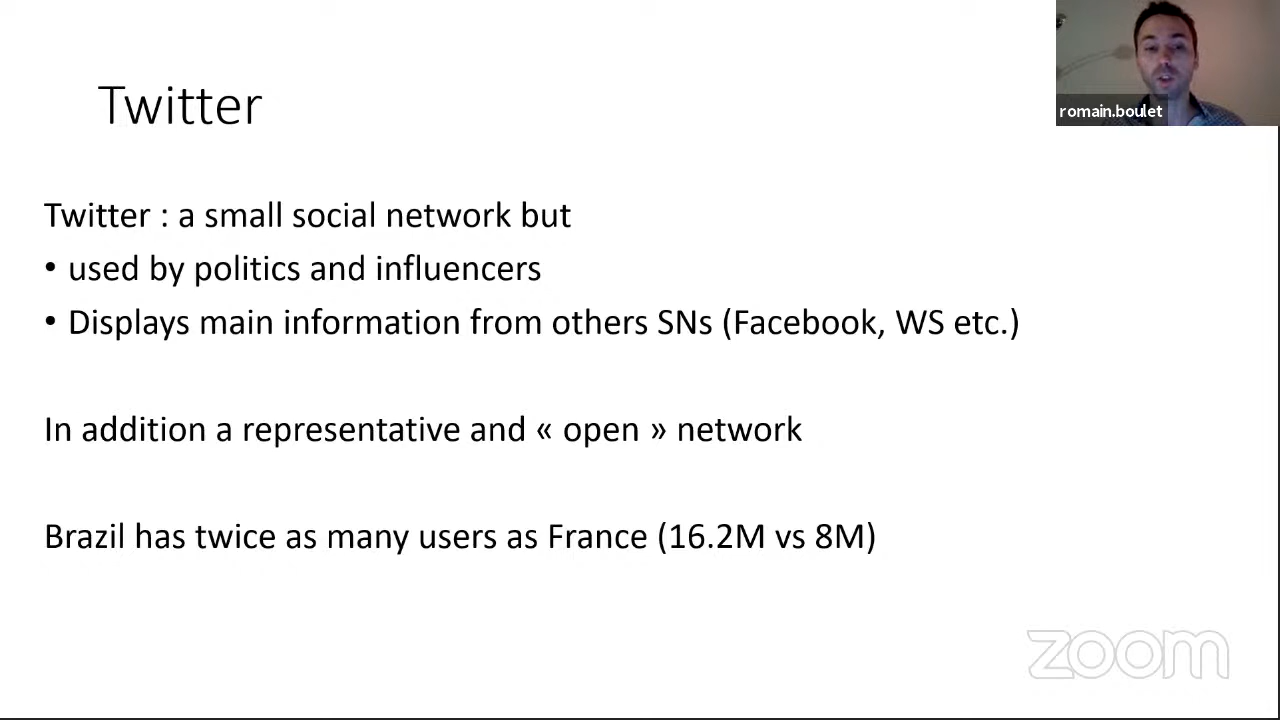 Twitter
romain.boulet
Twitter : a small social network but
• used by politics and influencers
• Displays main information from others SNs (Facebook, WS etc.)
In addition a representative and « open » network
Brazil has twice as many users as France (16.2M vs 8M)
zoom